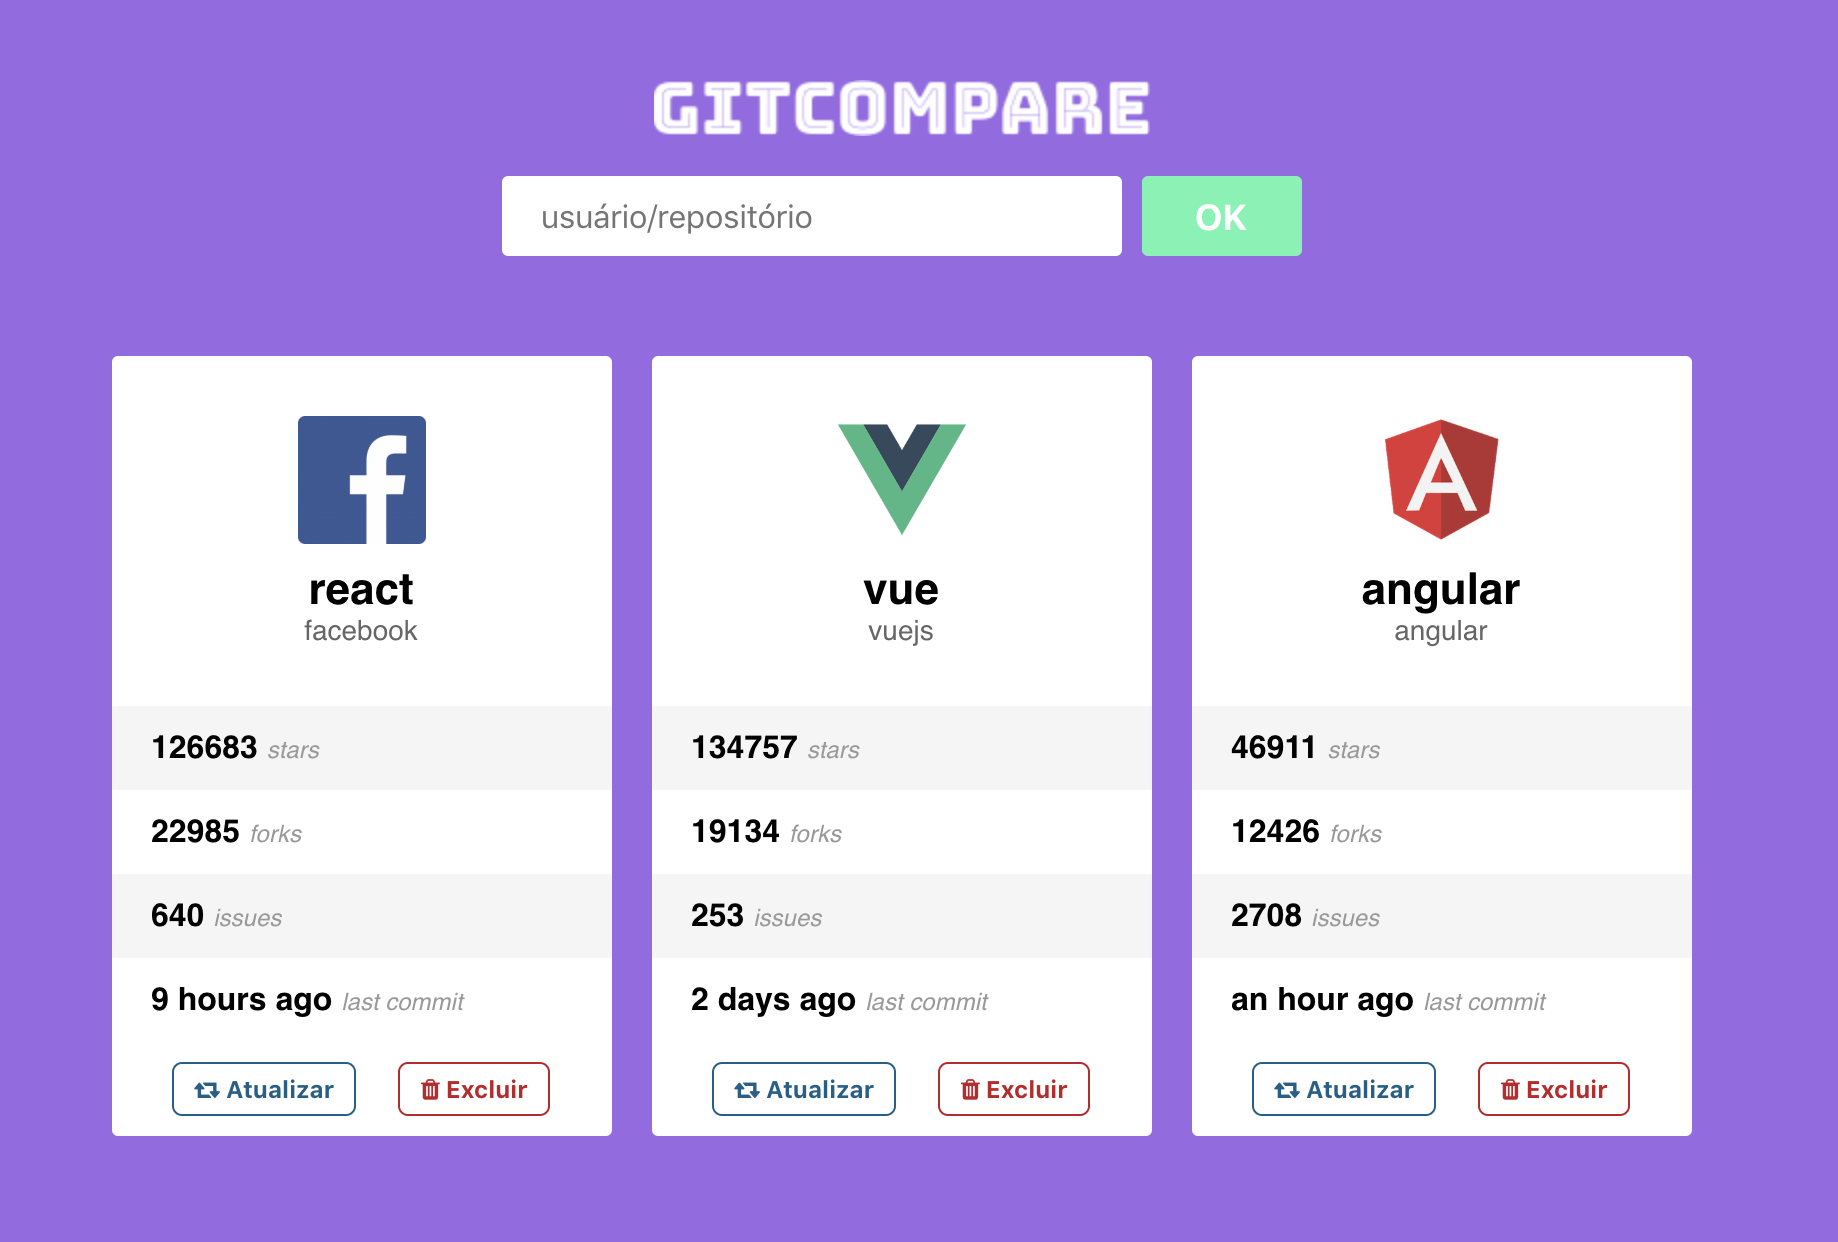 GITCOMPARE
usuário/repositório
OK
react
facebook
126683 stars
22985 forks
640 issues
9 hours ago last commit
Atualizar
Excluir
vue
vuejs
134757 stars
19134 forks
253 issues
2 days ago last commit
Atualizar
Excluir
angular
angular
46911 stars
12426 forks
2708 issues
an hour ago last commit
Atualizar
Excluir